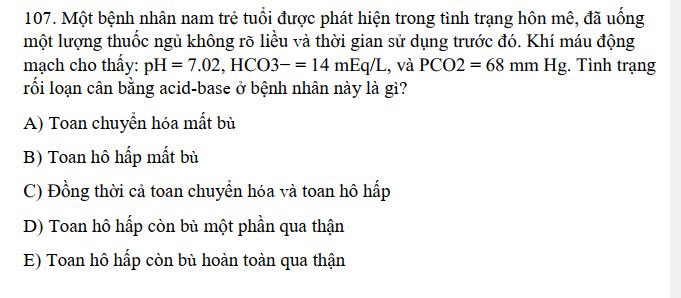 107. Một bệnh nhân nam trẻ tuổi được phát hiện trong tình trạng hôn mê, đã uống
một lượng thuốc ngủ không rõ liều và thời gian sử dụng trước đó. Khí máu động
mạch cho thấy: pH = 7.02, HCO3− = 14 mEq/L, và PCO2 = 68 mm Hg. Tình trạng
rối loạn cân bằng acid-base ở bệnh nhân này là gì?
A) Toan chuyển hóa mất bù
B) Toan hô hấp mất bù
C) Đồng thời cả toan chuyển hóa và toan hô hấp
D) Toan hô hấp còn bù một phần qua thận
E) Toan hô hấp còn bù hoàn toàn qua thận